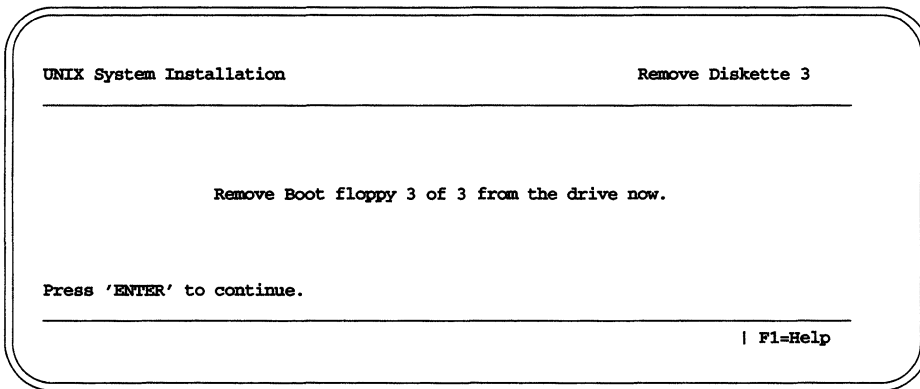 UNIX System Installation Remove Diskette 3
Remove Boot floppy 3 of 3 from the drive now.
Press 'ENTER' to continue.
| F1=Help